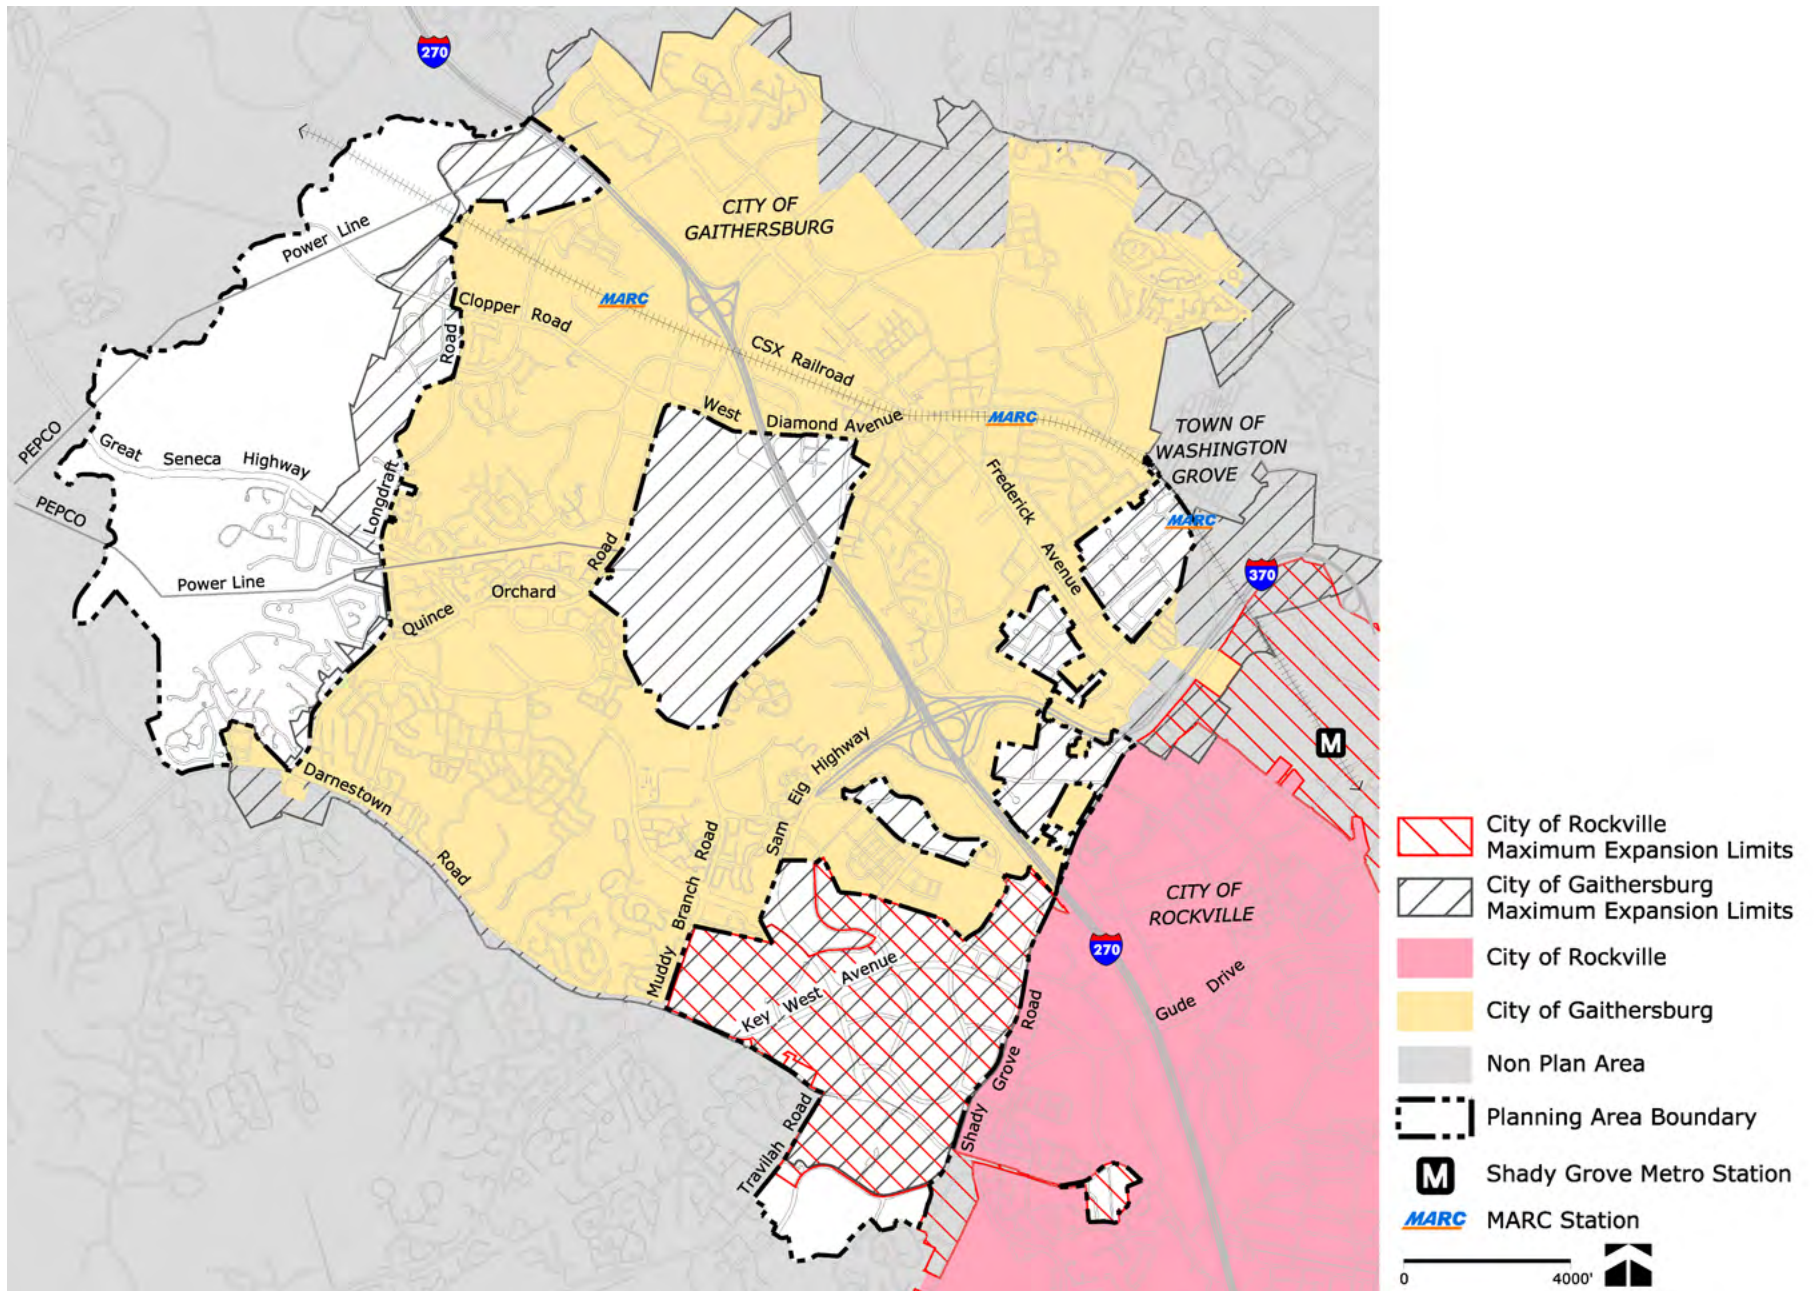 270
CITY OF
GAITHERSBURG
Power Line
MARC
Clopper Road
Road
CSX Railroad
West
Diamond Avenue
MARC
TOWN OF
WASHINGTON
GROVE
PEPCO
Great Seneca Highway
Longdraft
Frederick
Avenue
MARC
PEPCO
Power Line
Road
Orchard
Quince
370
M
Sam Eig Highway
Darnestown
Road
Muddy Branch Road
CITY OF
ROCKVILLE
270
Key West Avenue
Gude Drive
Shady Grove Road
Travilah Road
City of Rockville
Maximum Expansion Limits
City of Gaithersburg
Maximum Expansion Limits
City of Rockville
City of Gaithersburg
Non Plan Area
Planning Area Boundary
M
Shady Grove Metro Station
MARC
MARC Station
0 4000'